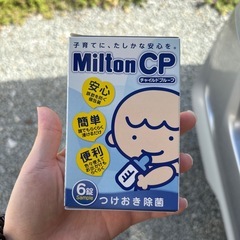 子育てに、たしかな安心を。
Milton CP
チャイルドプルーフ
安心
簡単
便利
6錠
Sample
つけおき除菌